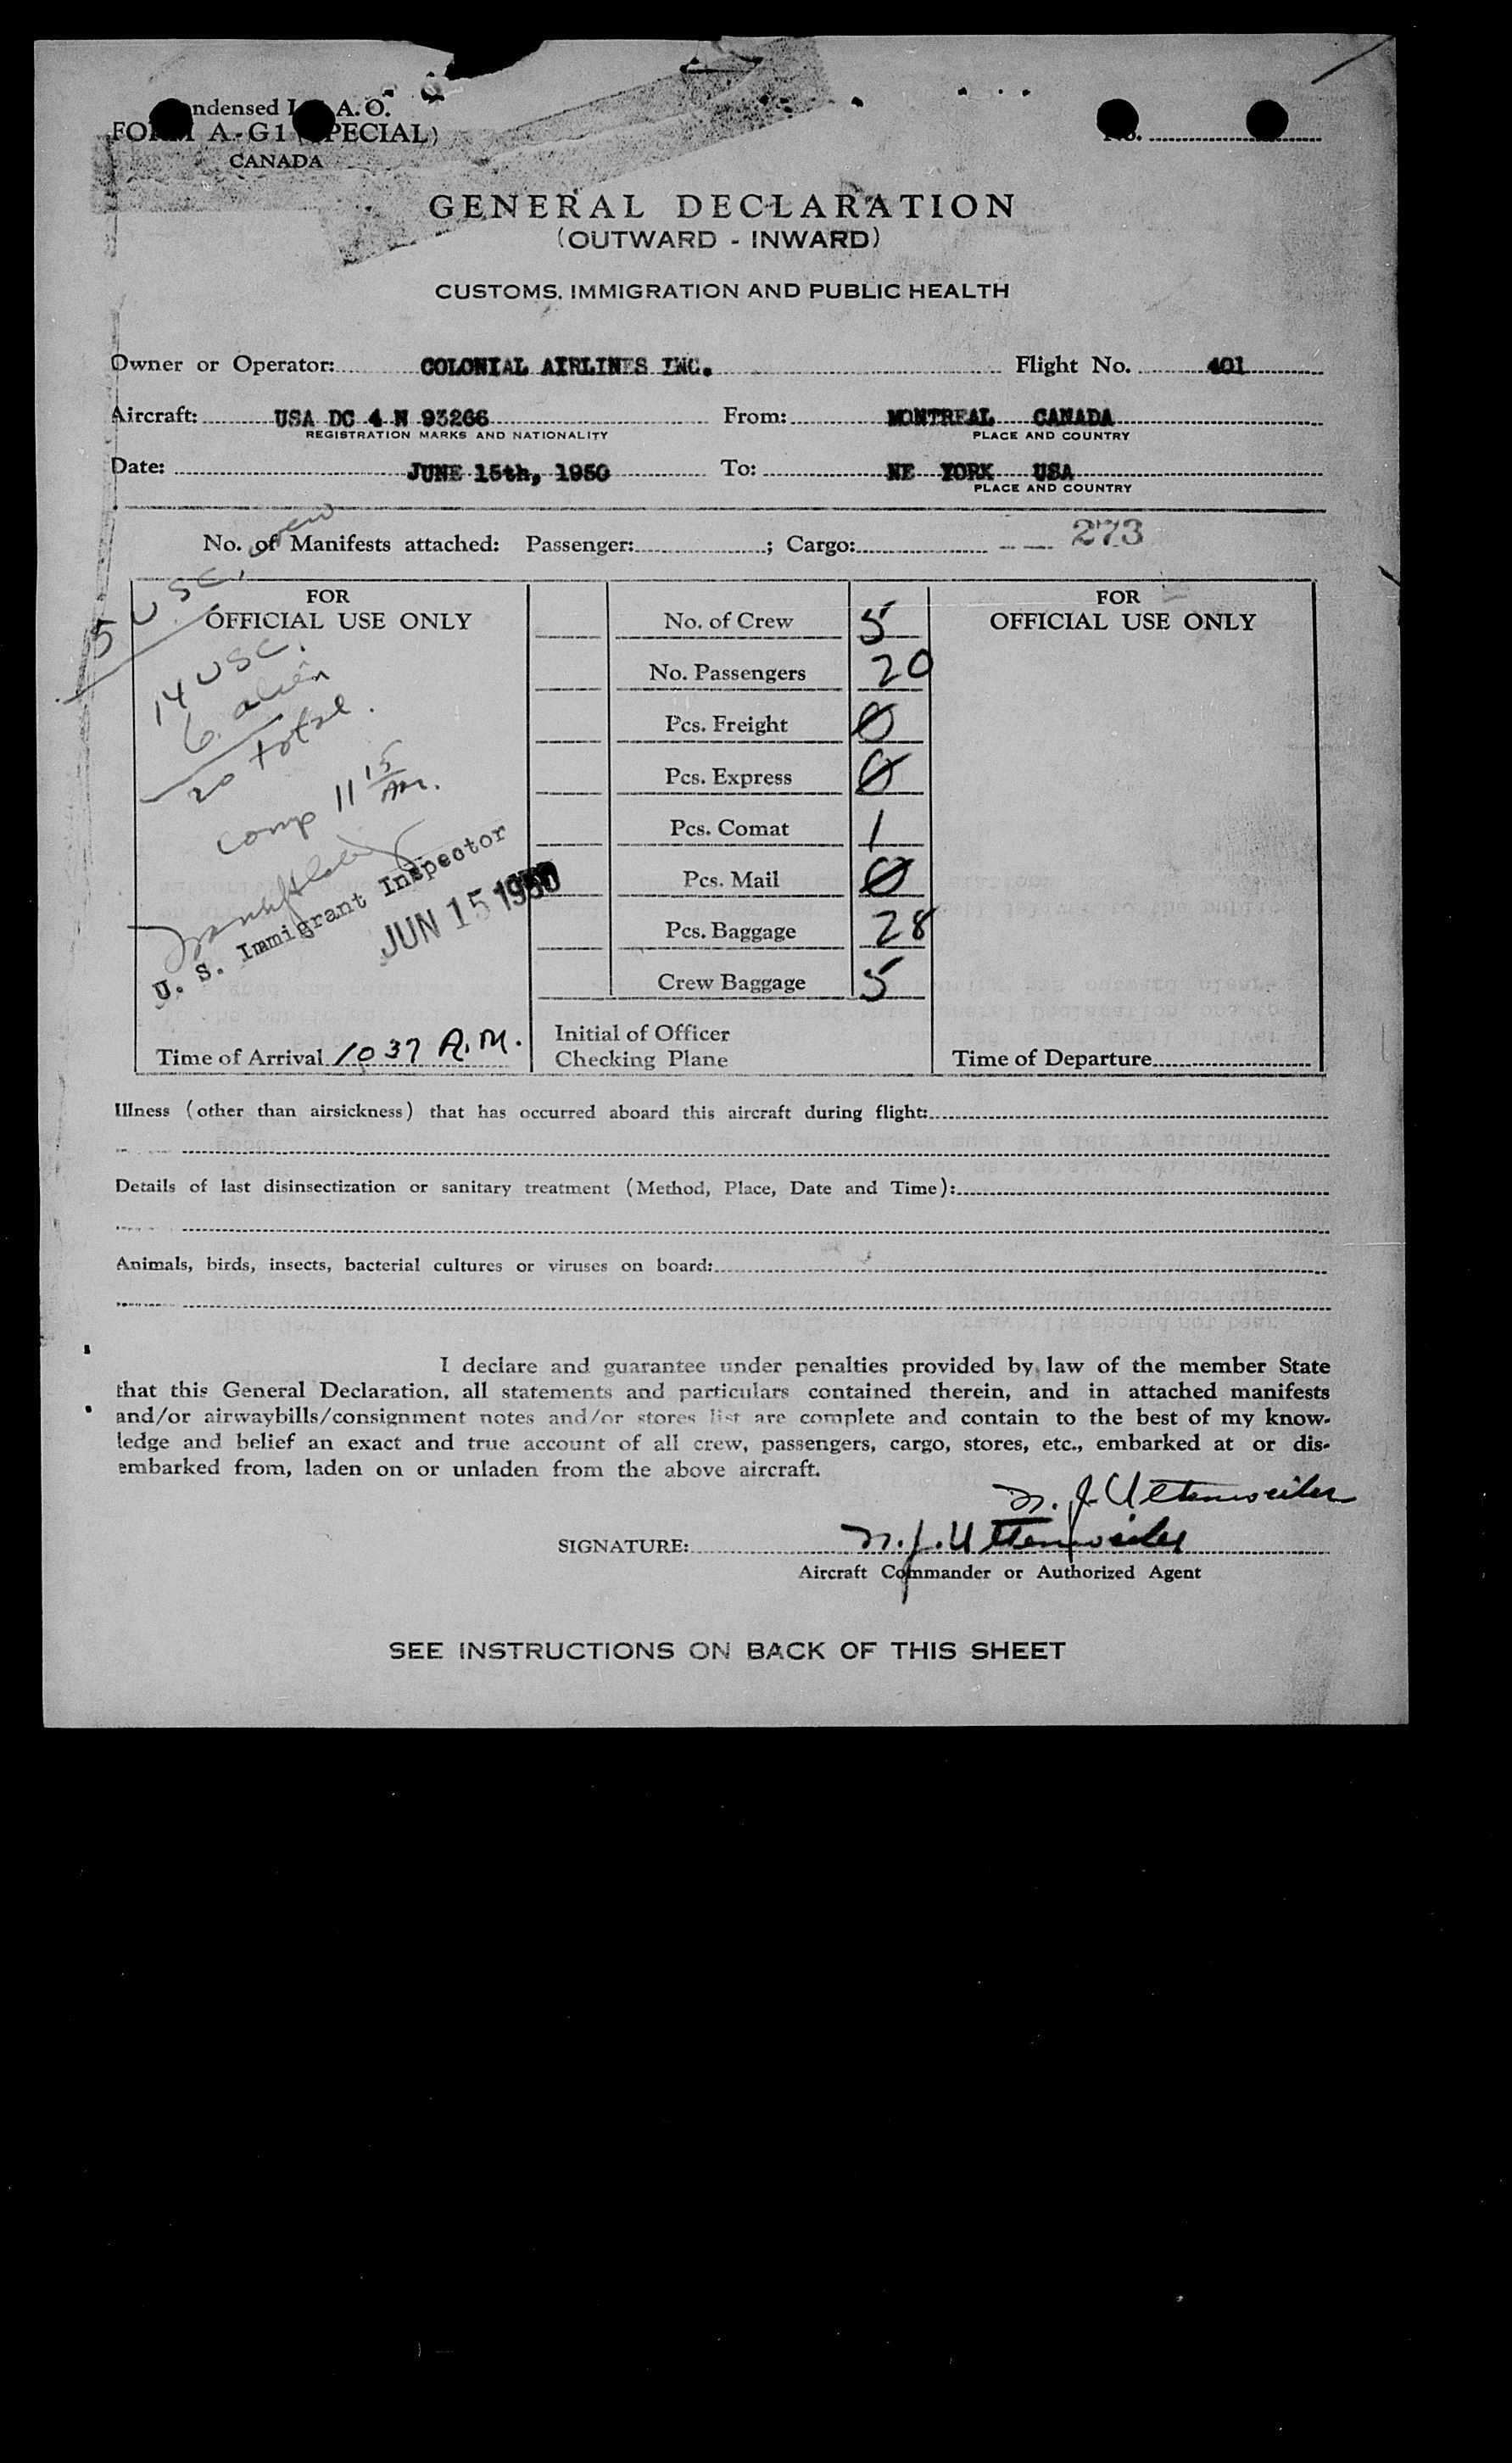 ndensed I A. O.
FORM A-G1 (SPECIAL)
CANADA
No.
GENERAL DECLARATION
(OUTWARD - INWARD)
CUSTOMS, IMMIGRATION AND PUBLIC HEALTH
Owner or Operator: COLONIAL AIRLINES INC. Flight No. 401
Aircraft: USA DC 4 N 93266 From: MONTREAL CANADA
REGISTRATION MARKS AND NATIONALITY PLACE AND COUNTRY
Date: JUNE 15th, 1950 To: NE YORK USA
PLACE AND COUNTRY
No. of Manifests attached: Passenger: ; Cargo: 273
5 USC. crew
FOR
OFFICIAL USE ONLY
14 USC.
6. alien
20 total.
Comp 11 15 AM.
U. S. Immigrant Inspector
JUN 15 1950
Time of Arrival 10 37 A.M.
No. of Crew 5
No. Passengers 20
Pcs. Freight 0
Pcs. Express 0
Pcs. Comat 1
Pcs. Mail 0
Pcs. Baggage 28
Crew Baggage 5
Initial of Officer
Checking Plane
FOR
OFFICIAL USE ONLY
Time of Departure
Illness (other than airsickness) that has occurred aboard this aircraft during flight:
Details of last disinsectization or sanitary treatment (Method, Place, Date and Time):
Animals, birds, insects, bacterial cultures or viruses on board:
I declare and guarantee under penalties provided by law of the member State
that this General Declaration, all statements and particulars contained therein, and in attached manifests
and/or airwaybills/consignment notes and/or stores list are complete and contain to the best of my know-
ledge and belief an exact and true account of all crew, passengers, cargo, stores, etc., embarked at or dis-
embarked from, laden on or unladen from the above aircraft.
N. J. Uttenweiler
SIGNATURE: N. J. Uttenweiler
Aircraft Commander or Authorized Agent
SEE INSTRUCTIONS ON BACK OF THIS SHEET